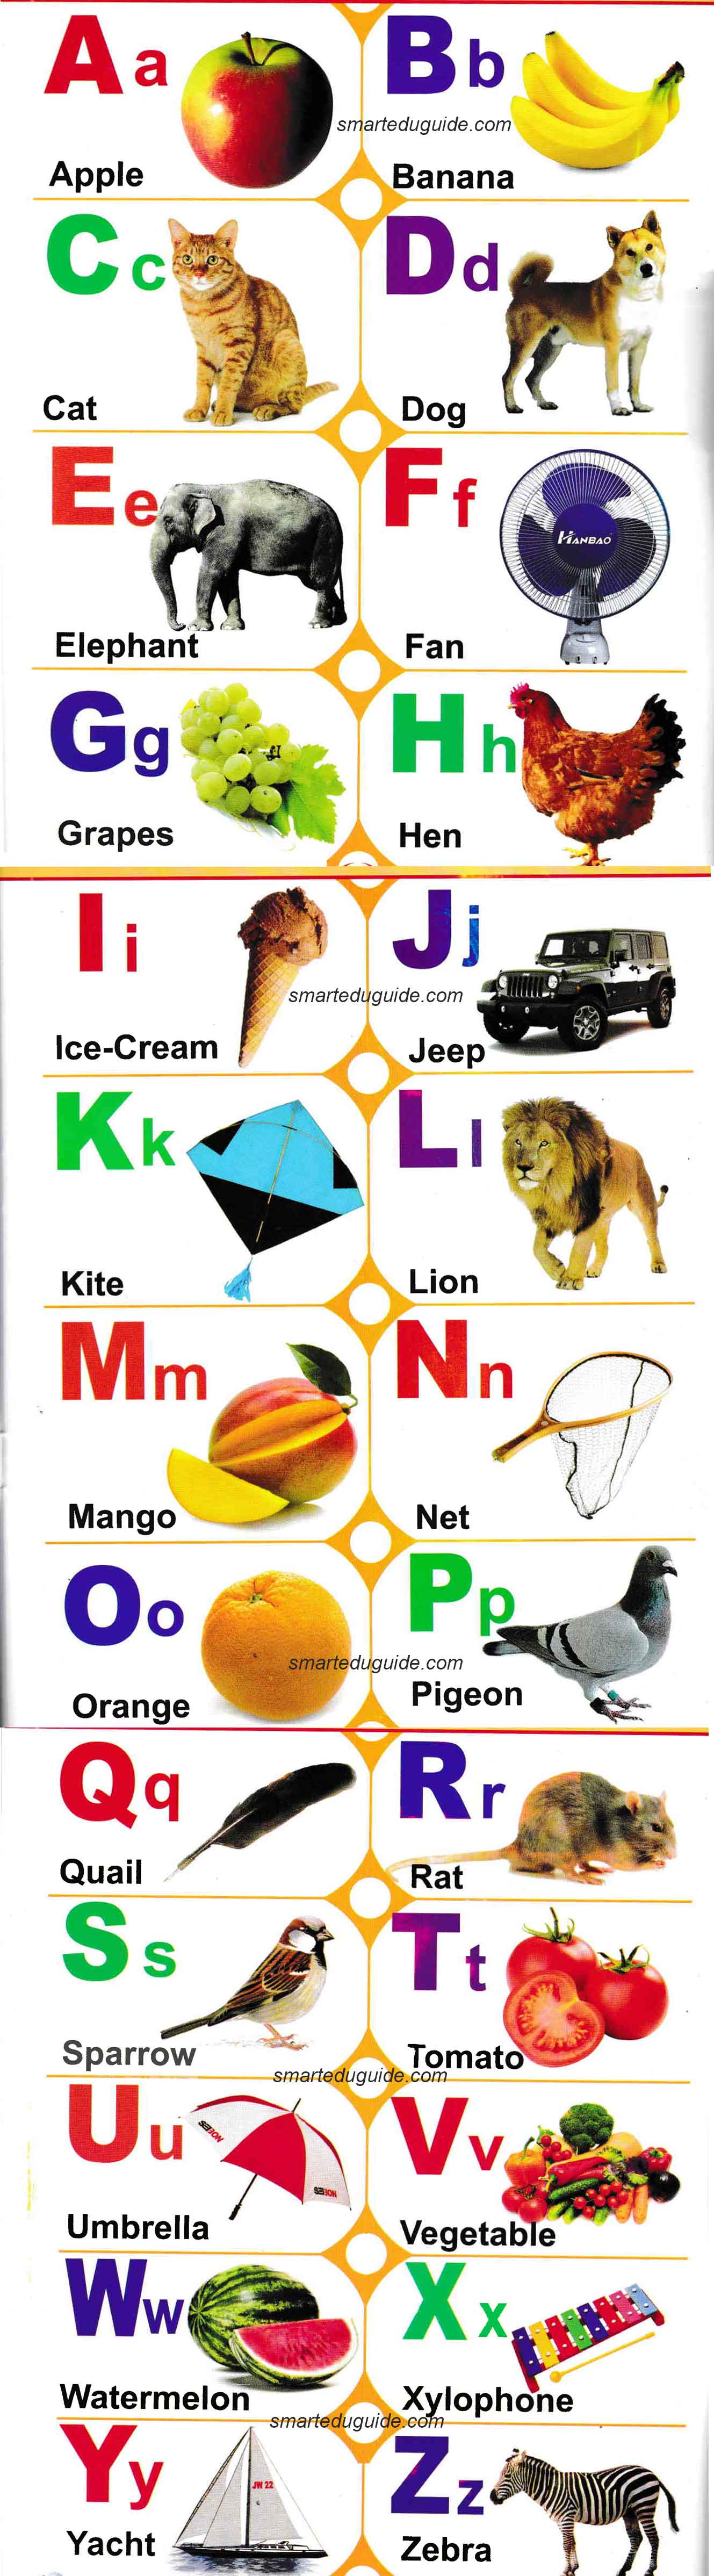 A a
B b
smarteduguide.com
Apple
Banana
C c
D d
Cat
Dog
E e
F f
HANBAO
Elephant
Fan
G g
H h
Grapes
Hen
I i
J j
smarteduguide.com
Ice-Cream
Jeep
K k
L l
Kite
Lion
M m
N n
Mango
Net
O o
P p
smarteduguide.com
Orange
Pigeon
Q q
R r
Quail
Rat
S s
T t
Sparrow
Tomato
smarteduguide.com
U u
V v
Umbrella
Vegetable
W w
X x
Watermelon
Xylophone
smarteduguide.com
Y y
Z z
JW 22
Yacht
Zebra